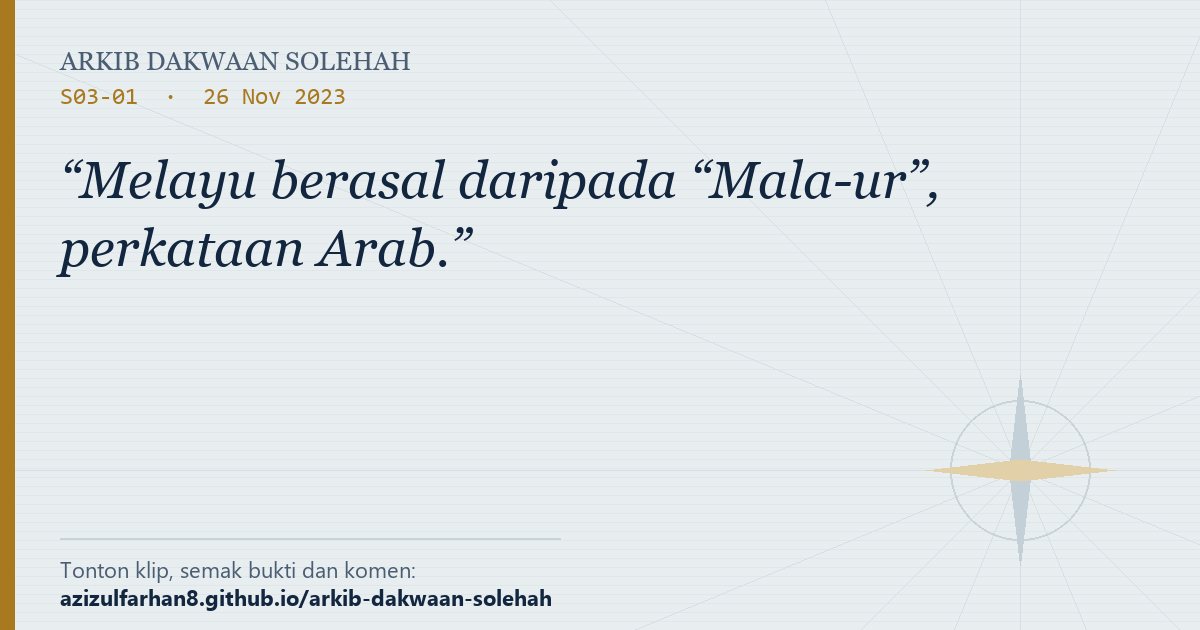 ARKIB DAKWAAN SOLEHAH
S03-01 · 26 Nov 2023
“Melayu berasal daripada “Mala-ur”,
perkataan Arab.”
Tonton klip, semak bukti dan komen:
azizulfarhan8.github.io/arkib-dakwaan-solehah